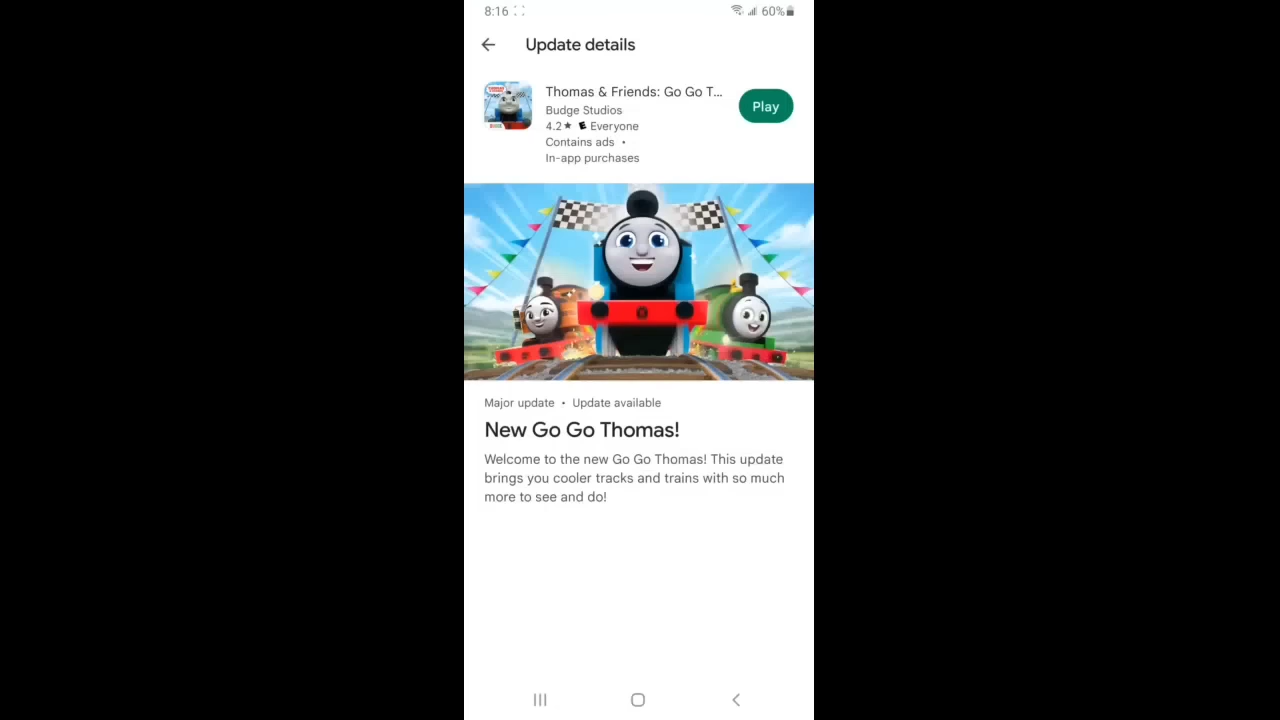 8:16
60%
Update details
Thomas & Friends: Go Go T...
Budge Studios
4.2★ E Everyone
Contains ads •
In-app purchases
Play
Major update • Update available
New Go Go Thomas!
Welcome to the new Go Go Thomas! This update
brings you cooler tracks and trains with so much
more to see and do!